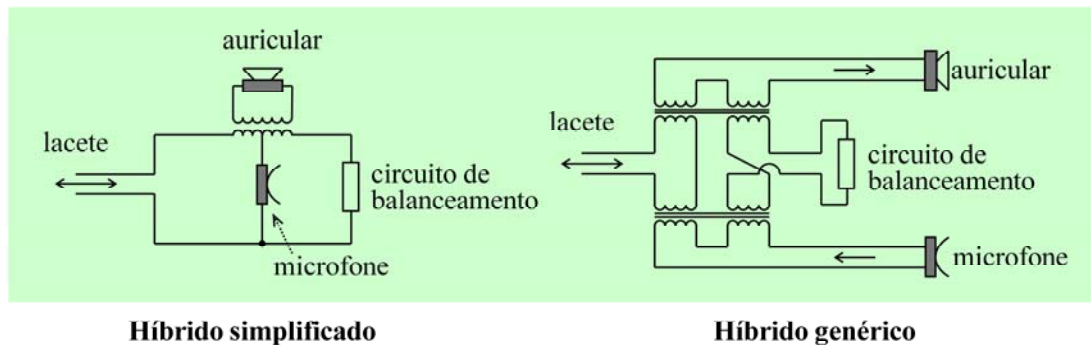 auricular
lacete
circuito de
balanceamento
microfone
Híbrido simplificado
auricular
lacete
circuito de
balanceamento
microfone
Híbrido genérico